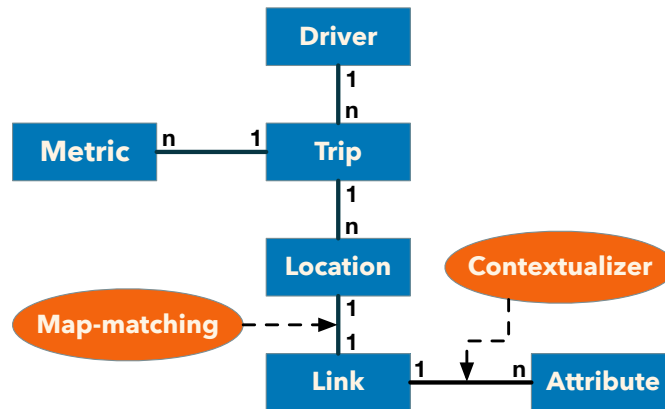 Driver
1
n
Metric
n
1
Trip
1
n
Location
Contextualizer
Map-matching
1
1
Link
1
n
Attribute